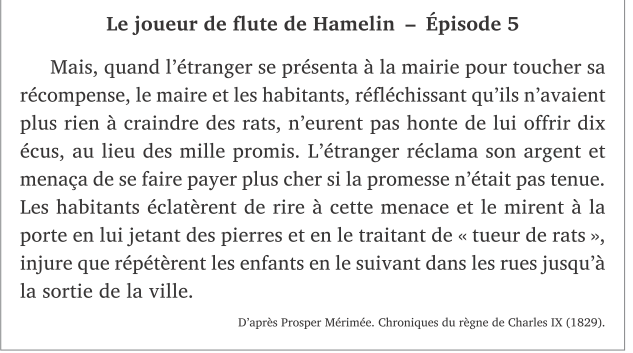 Le joueur de flute de Hamelin – Épisode 5
Mais, quand l’étranger se présenta à la mairie pour toucher sa
récompense, le maire et les habitants, réfléchissant qu’ils n’avaient
plus rien à craindre des rats, n’eurent pas honte de lui offrir dix
écus, au lieu des mille promis. L’étranger réclama son argent et
menaça de se faire payer plus cher si la promesse n’était pas tenue.
Les habitants éclatèrent de rire à cette menace et le mirent à la
porte en lui jetant des pierres et en le traitant de « tueur de rats »,
injure que répétèrent les enfants en le suivant dans les rues jusqu’à
la sortie de la ville.
D’après Prosper Mérimée. Chroniques du règne de Charles IX (1829).